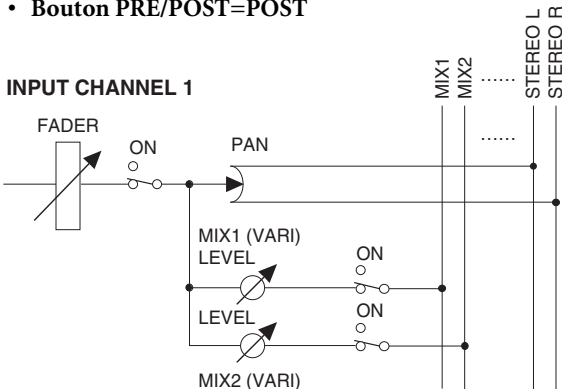 • Bouton PRE/POST=POST
INPUT CHANNEL 1
MIX1
MIX2
......
STEREO L
STEREO R
......
FADER
ON
PAN
MIX1 (VARI)
LEVEL
ON
LEVEL
ON
MIX2 (VARI)